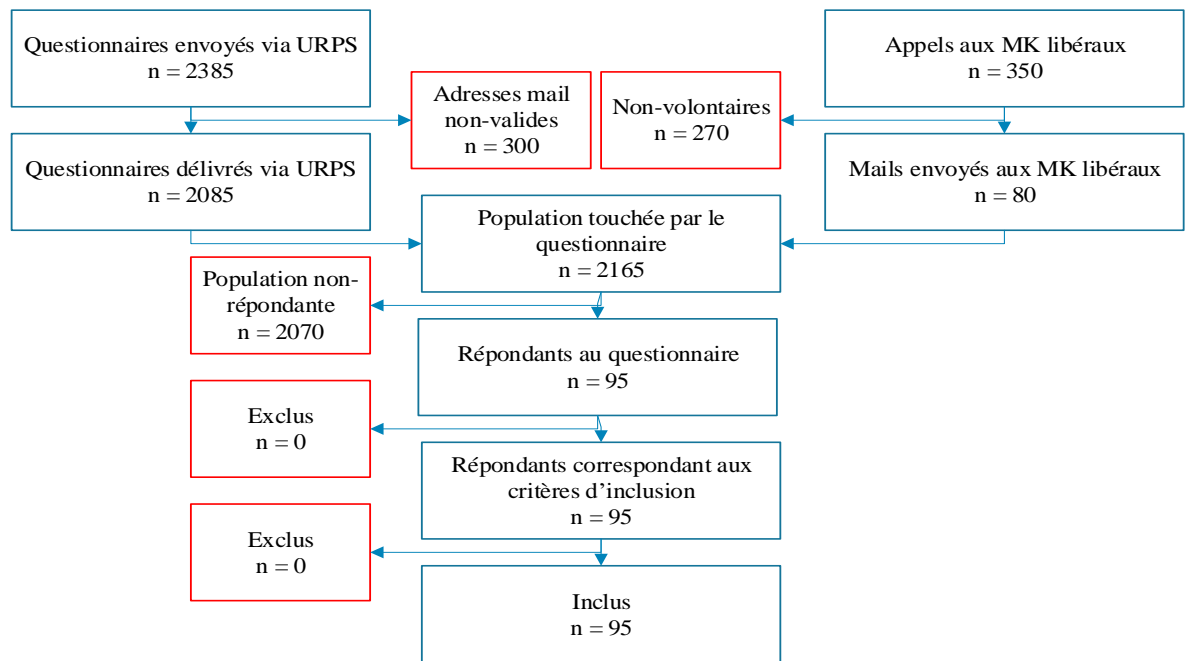 Questionnaires envoyés via URPS
n = 2385
Appels aux MK libéraux
n = 350
Adresses mail
non-valides
n = 300
Non-volontaires
n = 270
Questionnaires délivrés via URPS
n = 2085
Mails envoyés aux MK libéraux
n = 80
Population touchée par le
questionnaire
n = 2165
Population non-
répondante
n = 2070
Répondants au questionnaire
n = 95
Exclus
n = 0
Répondants correspondant aux
critères d'inclusion
n = 95
Exclus
n = 0
Inclus
n = 95